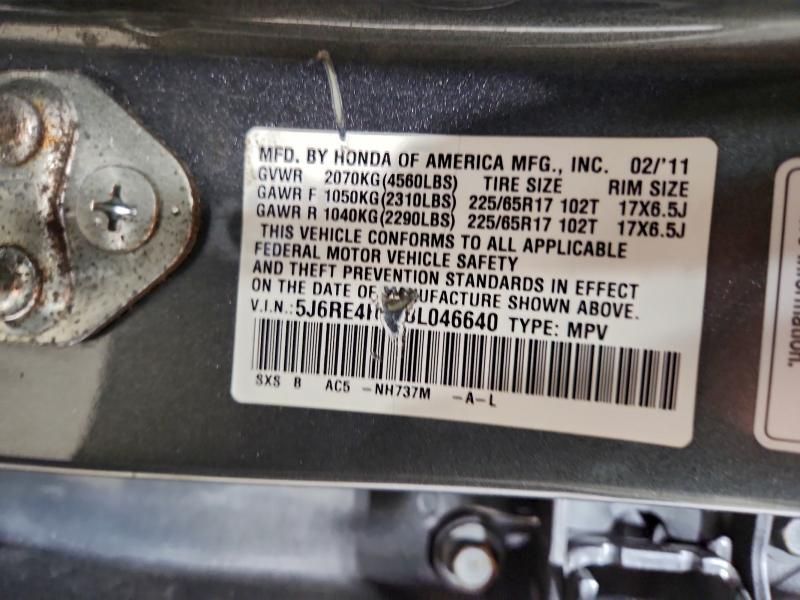 MFD. BY HONDA OF AMERICA MFG., INC. 02/'11
GVWR 2070KG(4560LBS) TIRE SIZE RIM SIZE
GAWR F 1050KG(2310LBS) 225/65R17 102T 17X6.5J
GAWR R 1040KG(2290LBS) 225/65R17 102T 17X6.5J
THIS VEHICLE CONFORMS TO ALL APPLICABLE
FEDERAL MOTOR VEHICLE SAFETY
AND THEFT PREVENTION STANDARDS IN EFFECT
ON THE DATE OF MANUFACTURE SHOWN ABOVE.
V.I.N.: TYPE: MPV
SXS B AC5 -NH737M -A-L
information.